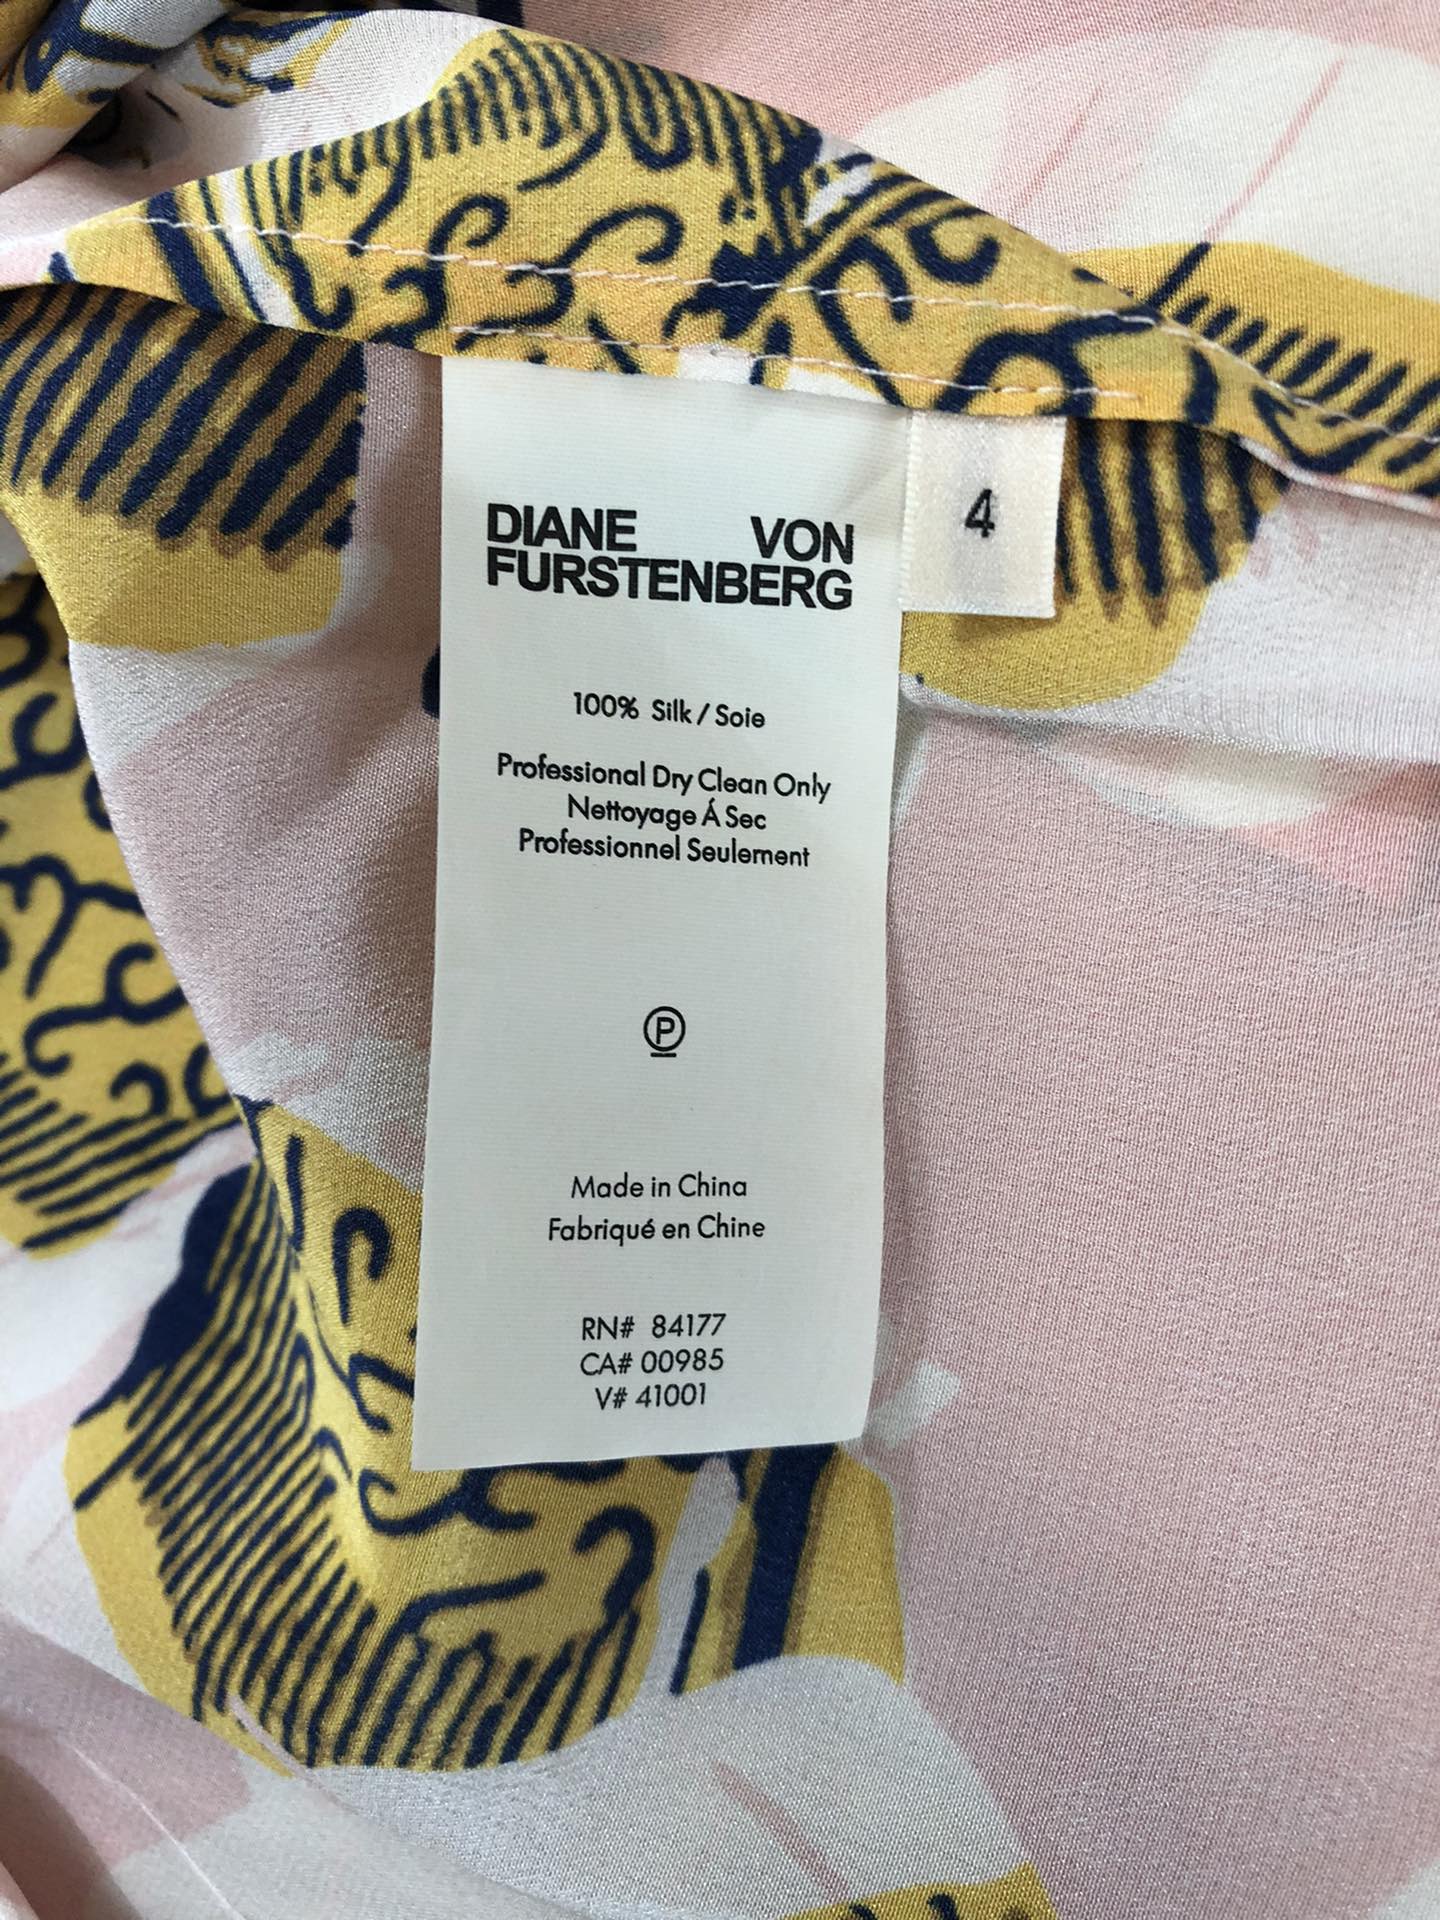 DIANE VON
FURSTENBERG
4
100% Silk / Soie
Professional Dry Clean Only
Nettoyage Á Sec
Professionnel Seulement
P
Made in China
Fabriqué en Chine
RN# 84177
CA# 00985
V# 41001